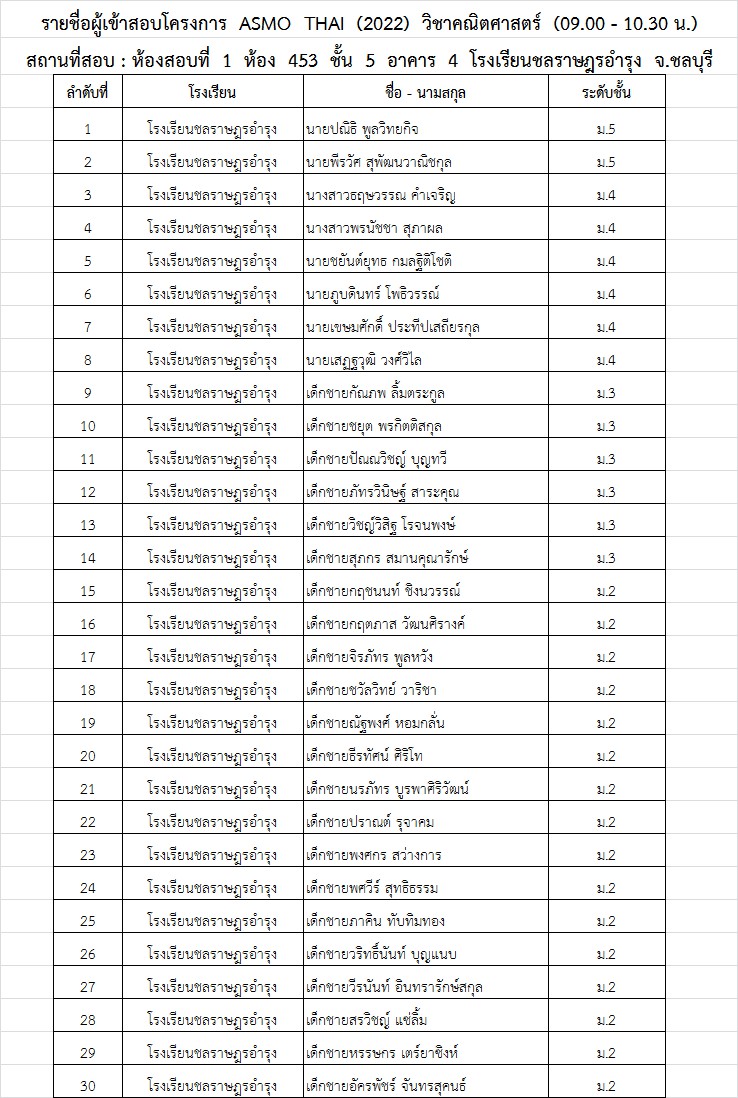 รายชื่อผู้เข้าสอบโครงการ ASMO THAI (2022) วิชาคณิตศาสตร์ (09.00 - 10.30 น.)
สถานที่สอบ : ห้องสอบที่ 1 ห้อง 453 ชั้น 5 อาคาร 4 โรงเรียนชลราษฎรอำรุง จ.ชลบุรี
ลำดับที่ โรงเรียน ชื่อ - นามสกุล ระดับชั้น
1 โรงเรียนชลราษฎรอำรุง นายปณิธิ พูลวิทยกิจ ม.5
2 โรงเรียนชลราษฎรอำรุง นายพีรวัศ สุพัฒนวาณิชกุล ม.5
3 โรงเรียนชลราษฎรอำรุง นางสาวธฤษวรรณ คำเจริญ ม.4
4 โรงเรียนชลราษฎรอำรุง นางสาวพรนัชชา สุภาผล ม.4
5 โรงเรียนชลราษฎรอำรุง นายชยันต์ยุทธ กมลฐิติโชติ ม.4
6 โรงเรียนชลราษฎรอำรุง นายภูบดินทร์ โพธิวรรณ์ ม.4
7 โรงเรียนชลราษฎรอำรุง นายเขษมศักดิ์ ประทีปเสถียรกุล ม.4
8 โรงเรียนชลราษฎรอำรุง นายเสฏฐวุฒิ วงศ์วิไล ม.4
9 โรงเรียนชลราษฎรอำรุง เด็กชายกัณภพ ลิ้มตระกูล ม.3
10 โรงเรียนชลราษฎรอำรุง เด็กชายชยุต พรกิตติสกุล ม.3
11 โรงเรียนชลราษฎรอำรุง เด็กชายปัณณวิชญ์ บุญทวี ม.3
12 โรงเรียนชลราษฎรอำรุง เด็กชายภัทรวินิษฐ์ สาระคุณ ม.3
13 โรงเรียนชลราษฎรอำรุง เด็กชายวิชญ์วิสิฐ โรจนพงษ์ ม.3
14 โรงเรียนชลราษฎรอำรุง เด็กชายสุภกร สมานคุณารักษ์ ม.3
15 โรงเรียนชลราษฎรอำรุง เด็กชายกฤชนนท์ ชิงนวรรณ์ ม.2
16 โรงเรียนชลราษฎรอำรุง เด็กชายกฤตภาส วัฒนศิรางค์ ม.2
17 โรงเรียนชลราษฎรอำรุง เด็กชายจิรภัทร พูลหวัง ม.2
18 โรงเรียนชลราษฎรอำรุง เด็กชายชวัลวิทย์ วาริชา ม.2
19 โรงเรียนชลราษฎรอำรุง เด็กชายณัฐพงศ์ หอมกลั่น ม.2
20 โรงเรียนชลราษฎรอำรุง เด็กชายธีรทัศน์ ศิริโท ม.2
21 โรงเรียนชลราษฎรอำรุง เด็กชายนรภัทร บูรพาศิริวัฒน์ ม.2
22 โรงเรียนชลราษฎรอำรุง เด็กชายปราณต์ รุจาคม ม.2
23 โรงเรียนชลราษฎรอำรุง เด็กชายพงศกร สว่างการ ม.2
24 โรงเรียนชลราษฎรอำรุง เด็กชายพศวีร์ สุทธิธรรม ม.2
25 โรงเรียนชลราษฎรอำรุง เด็กชายภาคิน ทับทิมทอง ม.2
26 โรงเรียนชลราษฎรอำรุง เด็กชายวริทธิ์นันท์ บุญแนบ ม.2
27 โรงเรียนชลราษฎรอำรุง เด็กชายวีรนันท์ อินทรารักษ์สกุล ม.2
28 โรงเรียนชลราษฎรอำรุง เด็กชายสรวิชญ์ แซ่ลิ้ม ม.2
29 โรงเรียนชลราษฎรอำรุง เด็กชายหรรษกร เตร์ยาซิงห์ ม.2
30 โรงเรียนชลราษฎรอำรุง เด็กชายอัครพัชร์ จันทรสุคนธ์ ม.2